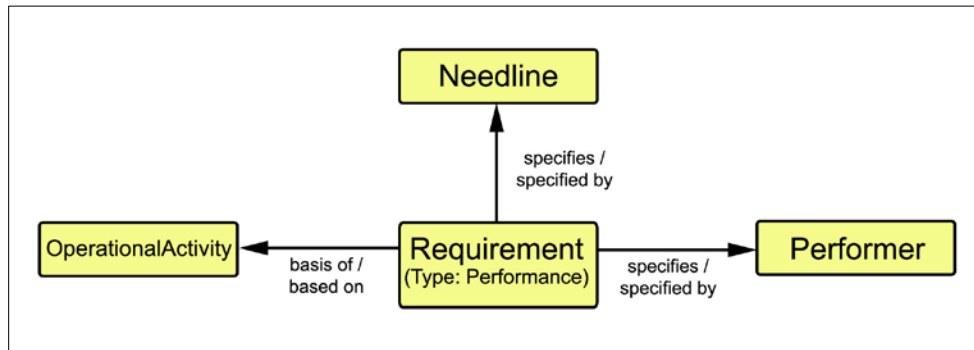 Needline
specifies /
specified by
OperationalActivity
basis of /
based on
Requirement
(Type: Performance)
specifies /
specified by
Performer